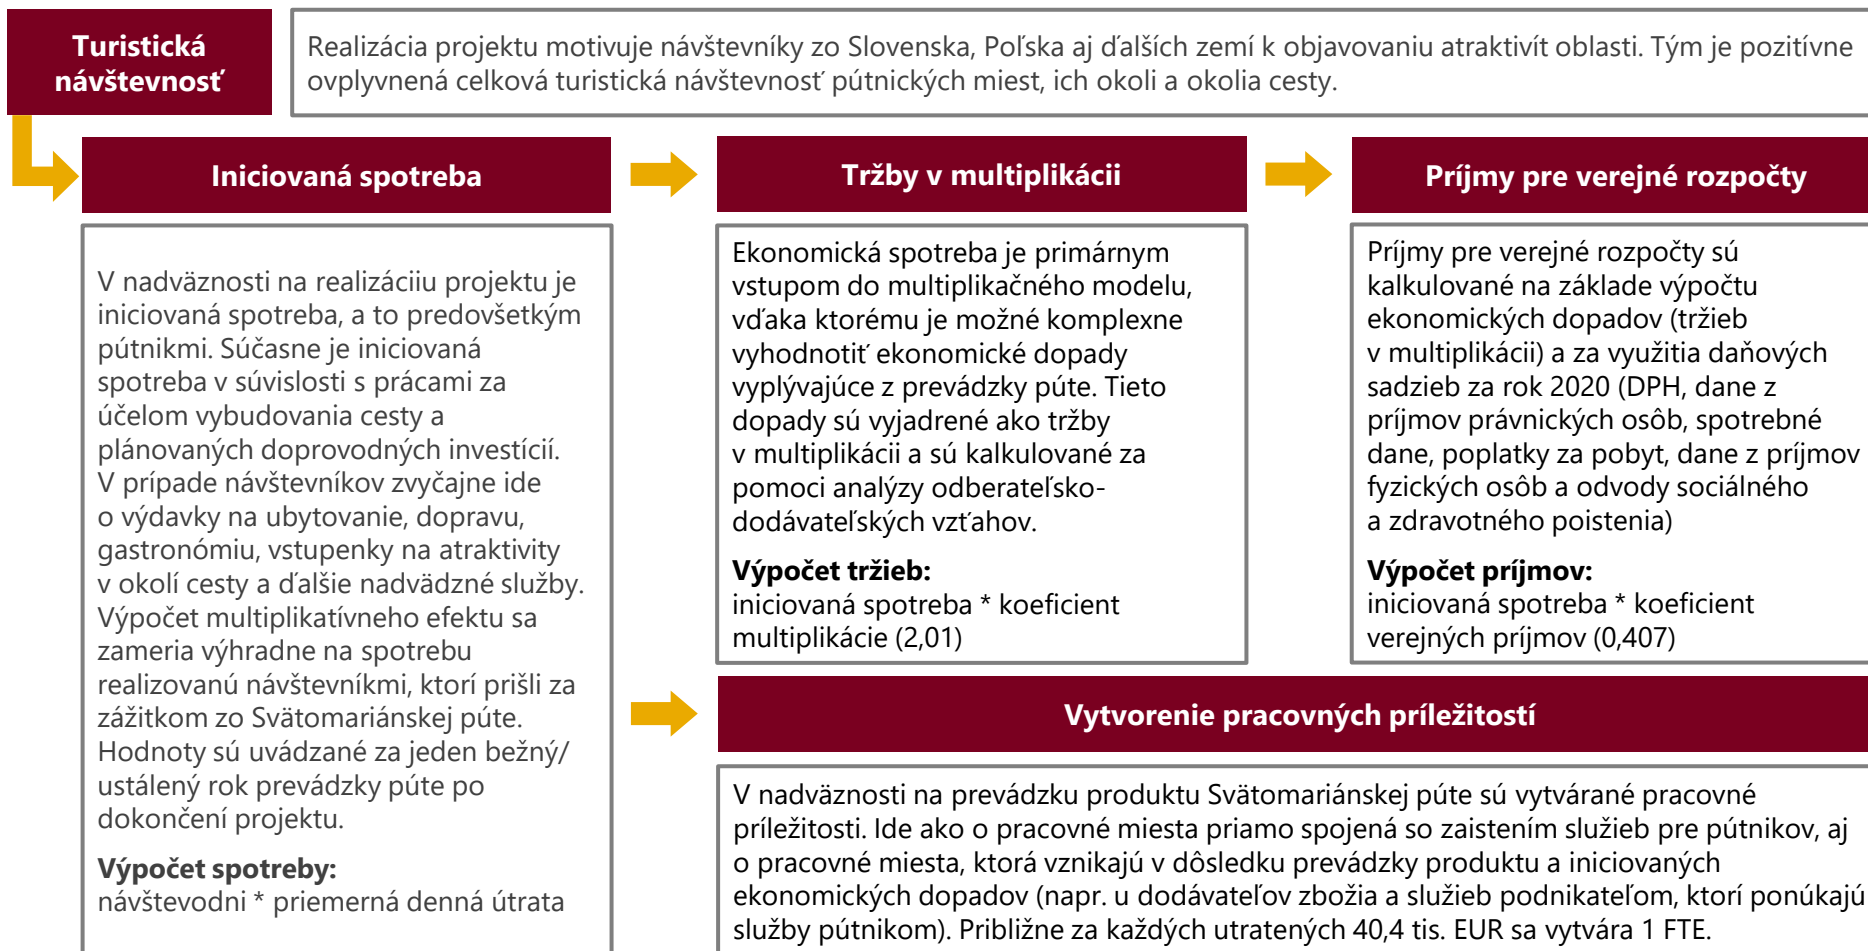 Turistická
návštevnosť
Realizácia projektu motivuje návštevníky zo Slovenska, Poľska aj ďalších zemí k objavovaniu atraktivít oblasti. Tým je pozitívne
ovplyvnená celková turistická návštevnosť pútnických miest, ich okoli a okolia cesty.
Iniciovaná spotreba
V nadväznosti na realizáciiu projektu je
iniciovaná spotreba, a to predovšetkým
pútnikmi. Súčasne je iniciovaná
spotreba v súvislosti s prácami za
účelom vybudovania cesty a
plánovaných doprovodných investícií.
V prípade návštevníkov zvyčajne ide
o výdavky na ubytovanie, dopravu,
gastronómiu, vstupenky na atraktivity
v okolí cesty a ďalšie nadvädzné služby.
Výpočet multiplikatívneho efektu sa
zameria výhradne na spotrebu
realizovanú návštevníkmi, ktorí prišli za
zážitkom zo Svätomariánskej púte.
Hodnoty sú uvádzané za jeden bežný/
ustálený rok prevádzky púte po
dokončení projektu.
Výpočet spotreby:
návštevodni * priemerná denná útrata
Tržby v multiplikácii
Ekonomická spotreba je primárnym
vstupom do multiplikačného modelu,
vďaka ktorému je možné komplexne
vyhodnotiť ekonomické dopady
vyplývajúce z prevádzky púte. Tieto
dopady sú vyjadrené ako tržby
v multiplikácii a sú kalkulované za
pomoci analýzy odberateľsko-
dodávateľských vzťahov.
Výpočet tržieb:
iniciovaná spotreba * koeficient
multiplikácie (2,01)
Príjmy pre verejné rozpočty
Príjmy pre verejné rozpočty sú
kalkulované na základe výpočtu
ekonomických dopadov (tržieb
v multiplikácii) a za využitia daňových
sadzieb za rok 2020 (DPH, dane z
príjmov právnických osôb, spotrebné
dane, poplatky za pobyt, dane z príjmov
fyzických osôb a odvody sociálného
a zdravotného poistenia)
Výpočet príjmov:
iniciovaná spotreba * koeficient
verejných príjmov (0,407)
Vytvorenie pracovných príležitostí
V nadväznosti na prevádzku produktu Svätomariánskej púte sú vytvárané pracovné
príležitosti. Ide ako o pracovné miesta priamo spojená so zaistením služieb pre pútnikov, aj
o pracovné miesta, ktorá vznikajú v dôsledku prevádzky produktu a iniciovaných
ekonomických dopadov (napr. u dodávateľov zbožia a služieb podnikateľom, ktorí ponúkajú
služby pútnikom). Približne za každých utratených 40,4 tis. EUR sa vytvára 1 FTE.